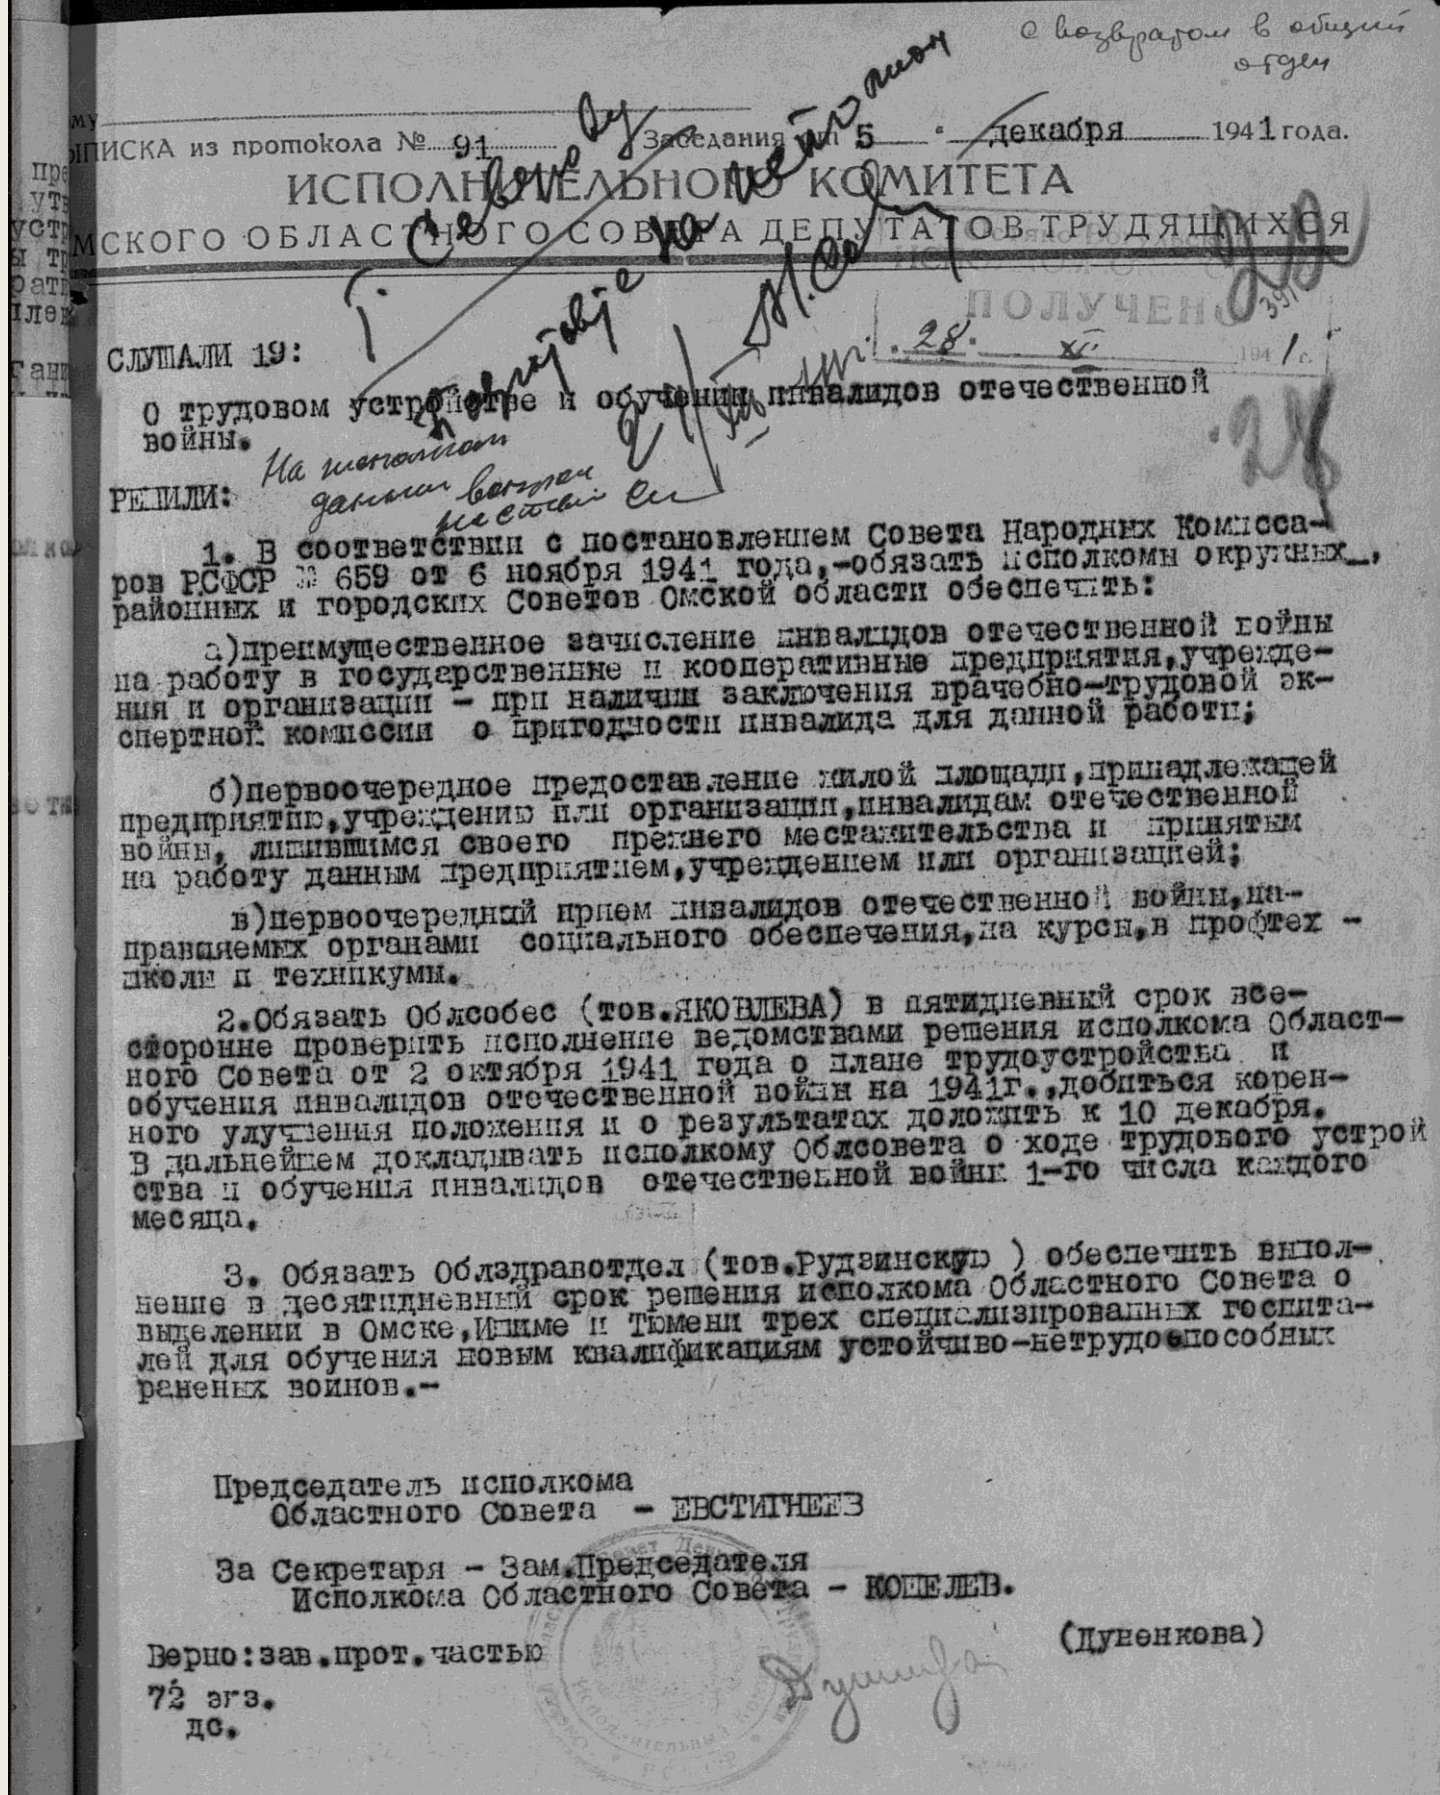 с возвратом в общий
отдел
ВЫПИСКА из протокола № 91 Заседания от 5 декабря 1941 года.
ИСПОЛНИТЕЛЬНОГО КОМИТЕТА
ОМСКОГО ОБЛАСТНОГО СОВЕТА ДЕПУТАТОВ ТРУДЯЩИХСЯ
ПОЛУЧЕНО
28. XII 1941 г.
СЛУШАЛИ 19:
О трудовом устройстве и обучении инвалидов отечественной
войны.
28
РЕШИЛИ:
1. В соответствии с постановлением Совета Народных Комисса-
ров РСФСР № 659 от 6 ноября 1941 года,-обязать исполкомы окружных,
районных и городских Советов Омской области обеспечить:
а)преимущественное зачисление инвалидов отечественной войны
на работу в государственные и кооперативные предприятия,учрежде-
ния и организации - при наличии заключения врачебно-трудовой эк-
спертной комиссии о пригодности инвалида для данной работы;
б)первоочередное предоставление жилой площади,принадлежащей
предприятию,учреждению или организации,инвалидам отечественной
войны, лишившимся своего прежнего местажительства и принятым
на работу данным предприятием,учреждением или организацией;
в)первоочередный прием инвалидов отечественной войны,на-
правляемых органами социального обеспечения,на курсы,в профтех -
школы и техникумы.
2.Обязать Облсобес (тов.ЯКОВЛЕВА) в пятидневный срок все-
сторонне проверить исполнение ведомствами решения исполкома Област-
ного Совета от 2 октября 1941 года о плане трудоустройства и
обучения инвалидов отечественной войны на 1941г.,добиться корен-
ного улучшения положения и о результатах доложить к 10 декабря.
В дальнейшем докладывать исполкому Облсовета о ходе трудового устрой
ства и обучения инвалидов отечественной войны 1-го числа каждого
месяца.
3. Обязать Облздравотдел (тов.Рудзинскую ) обеспечить выпол-
нение в десятидневный срок решения исполкома Областного Совета о
выделении в Омске,Ишиме и Тюмени трех специализированных госпита-
лей для обучения новым квалификациям устойчиво-нетрудоспособных
раненых воинов.-
Председатель исполкома
Областного Совета - ЕВСТИГНЕЕВ
За Секретаря - Зам.Председателя
Исполкома Областного Совета - КОШЕЛЕВ.
(Дуненкова)
Верно:зав.прот.частью
72 экз.
дс.